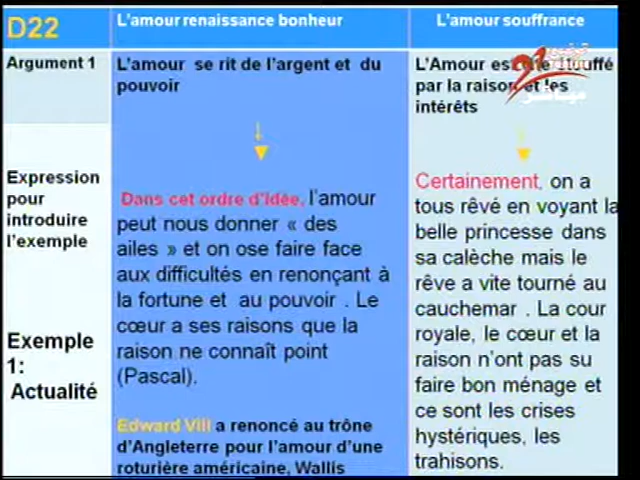 D22
L'amour renaissance bonheur
L'amour souffrance
Argument 1
L'amour se rit de l'argent et du
pouvoir
L'Amour est
par la raison et les
intérêts
Expression
pour
introduire
l'exemple
Exemple
1:
Actualité
Dans cet ordre d'idée, l'amour
peut nous donner « des
ailes » et on ose faire face
aux difficultés en renonçant à
la fortune et au pouvoir . Le
cœur a ses raisons que la
raison ne connaît point
(Pascal).
Edward VIII a renoncé au trône
d'Angleterre pour l'amour d'une
roturière américaine, Wallis
Certainement, on a
tous rêvé en voyant la
belle princesse dans
sa calèche mais le
rêve a vite tourné au
cauchemar . La cour
royale, le cœur et la
raison n'ont pas su
faire bon ménage et
ce sont les crises
hystériques, les
trahisons.